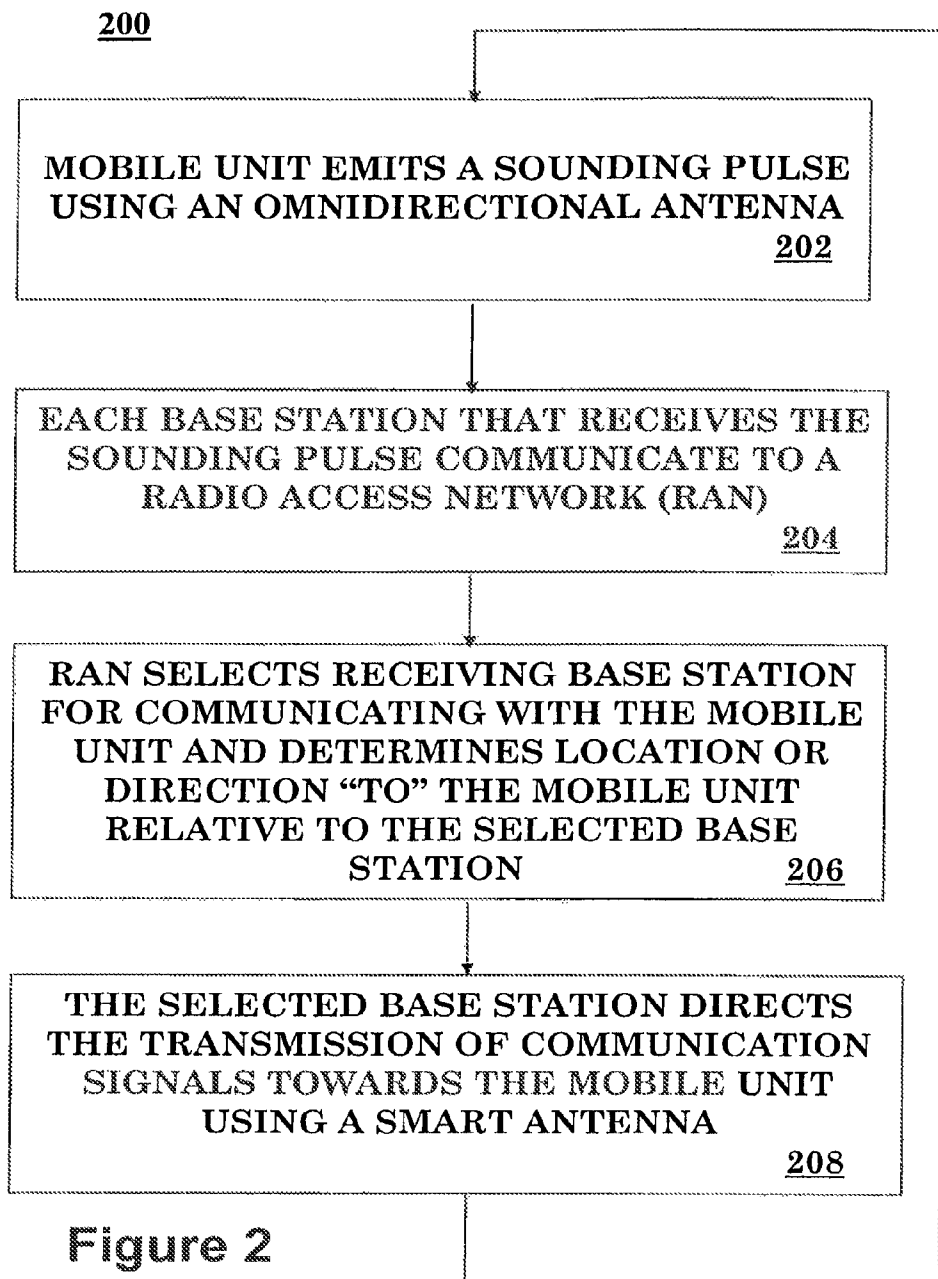 200
MOBILE UNIT EMITS A SOUNDING PULSE
USING AN OMNIDIRECTIONAL ANTENNA
202
EACH BASE STATION THAT RECEIVES THE
SOUNDING PULSE COMMUNICATE TO A
RADIO ACCESS NETWORK (RAN)
204
RAN SELECTS RECEIVING BASE STATION
FOR COMMUNICATING WITH THE MOBILE
UNIT AND DETERMINES LOCATION OR
DIRECTION “TO” THE MOBILE UNIT
RELATIVE TO THE SELECTED BASE
STATION
206
THE SELECTED BASE STATION DIRECTS
THE TRANSMISSION OF COMMUNICATION
SIGNALS TOWARDS THE MOBILE UNIT
USING A SMART ANTENNA
208
Figure 2